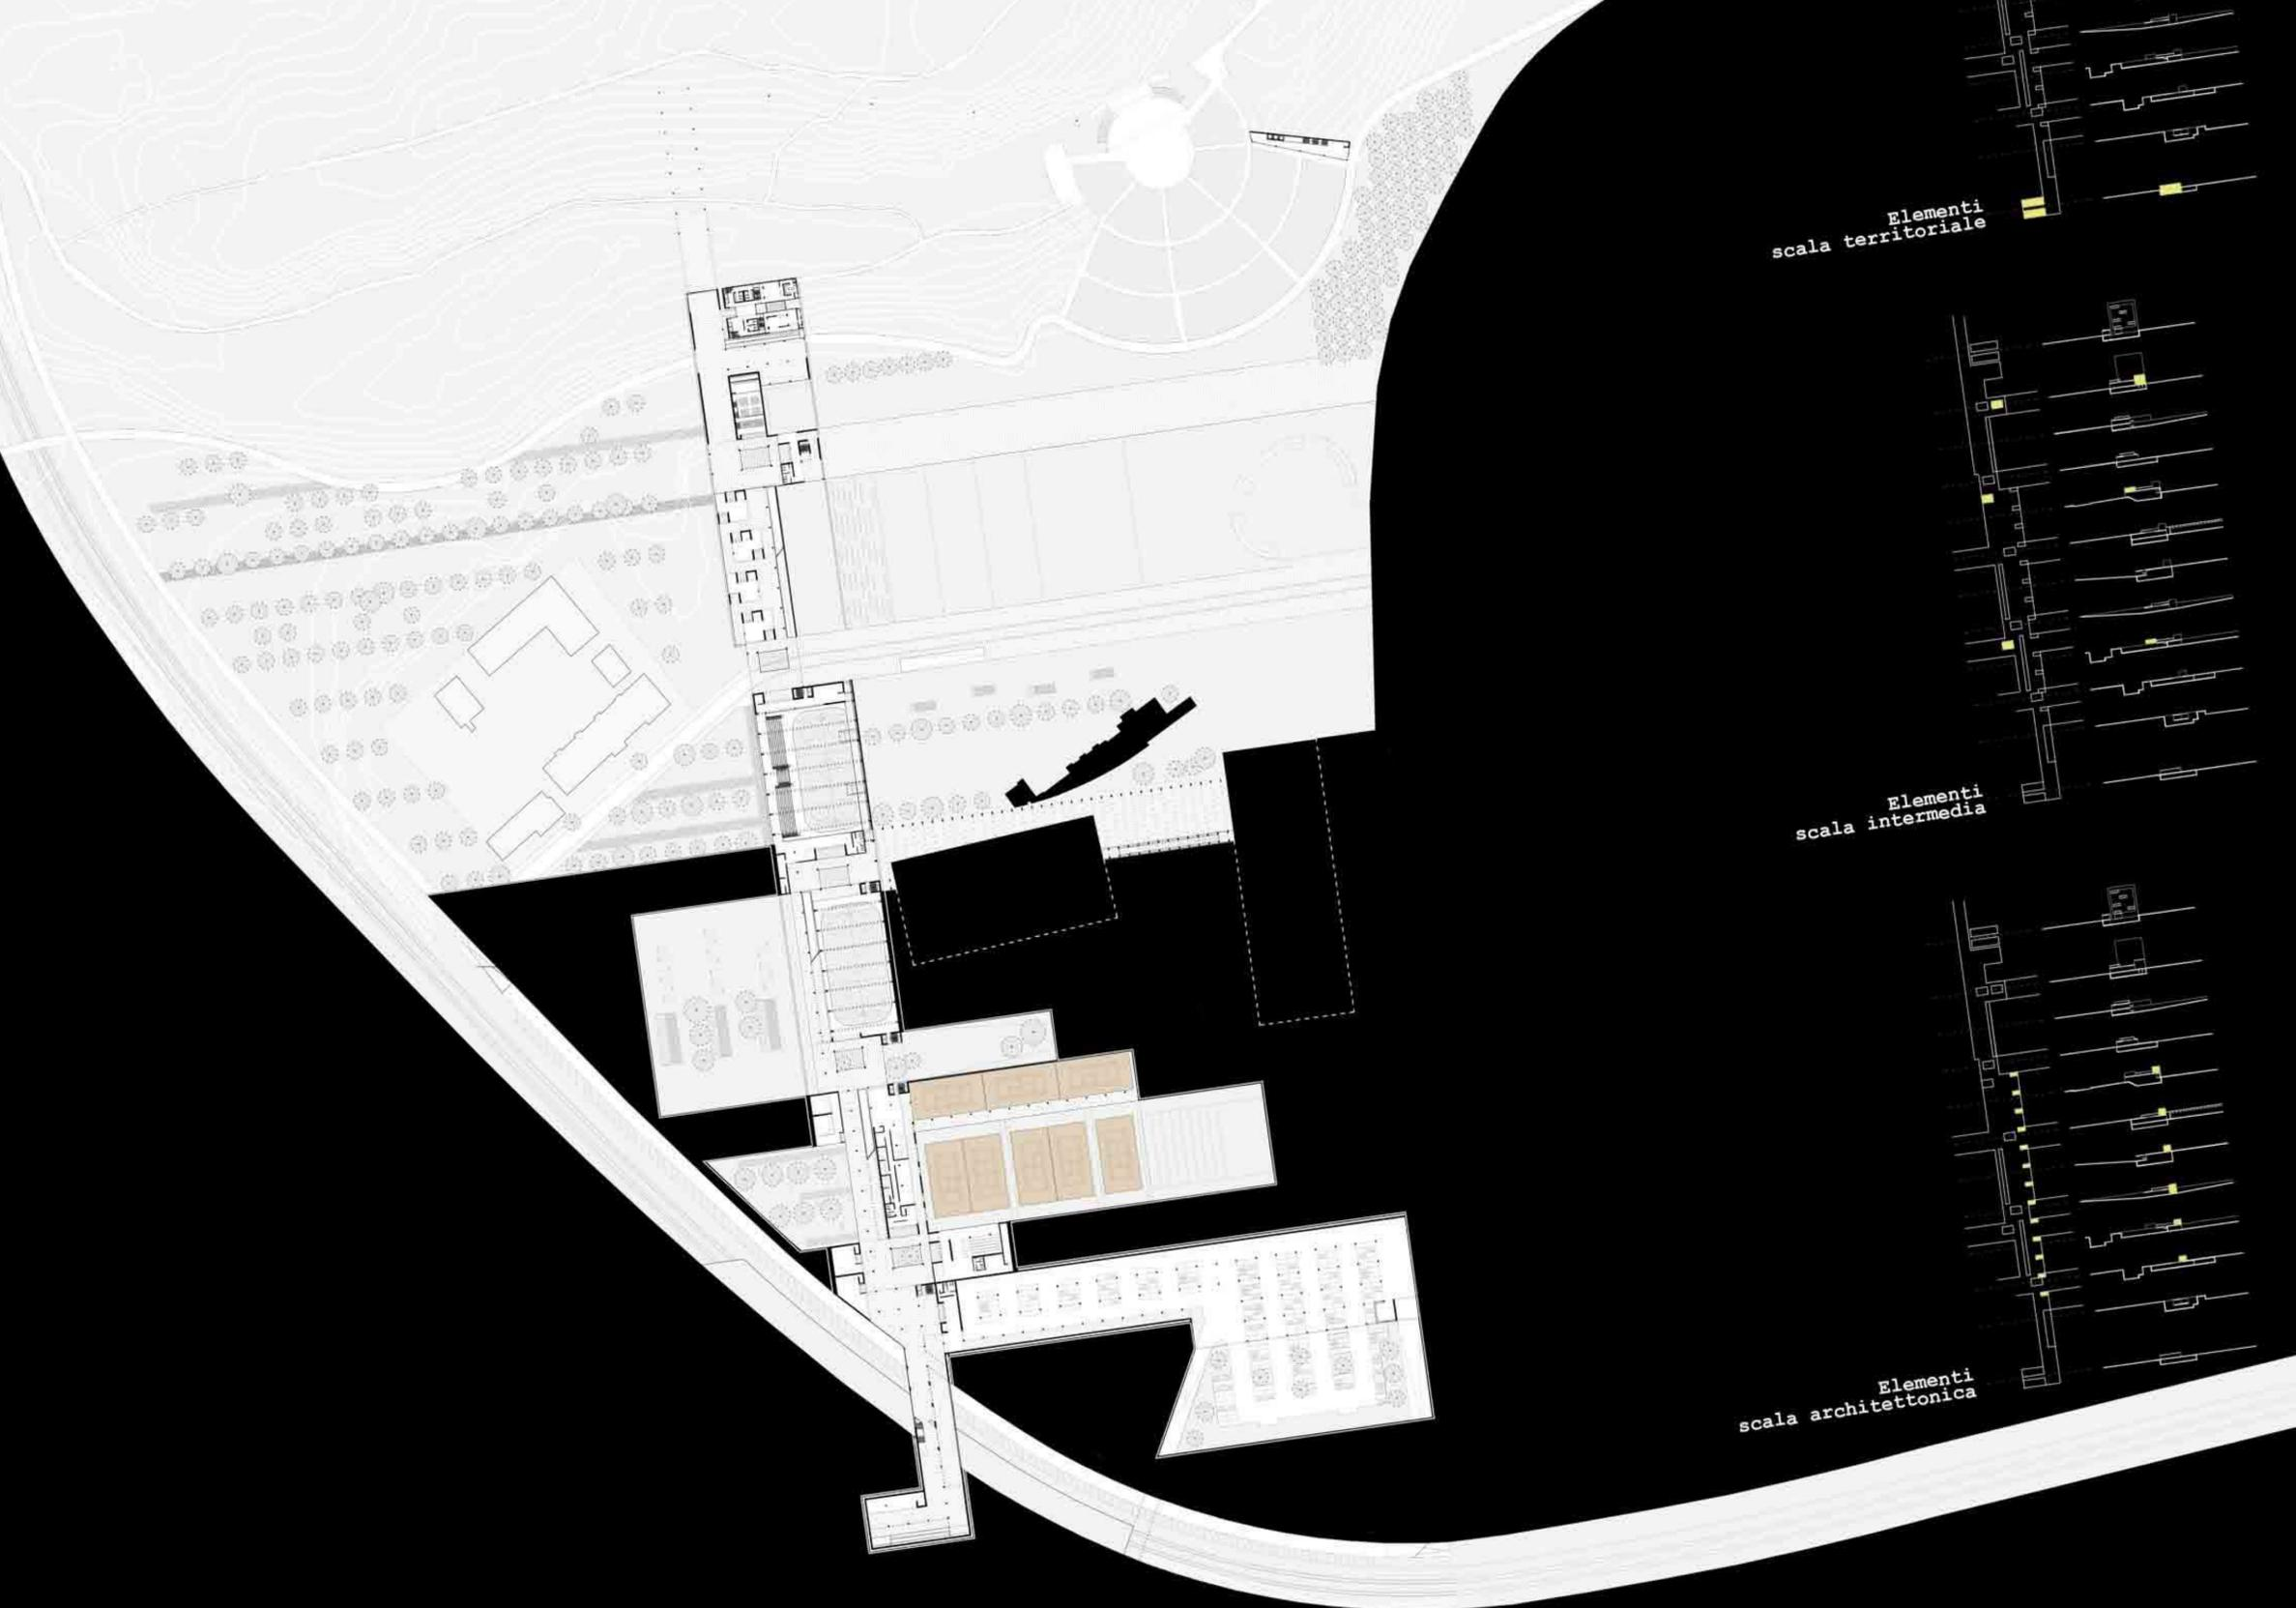 Elementi
scala territoriale
Elementi
scala intermedia
Elementi
scala architettonica